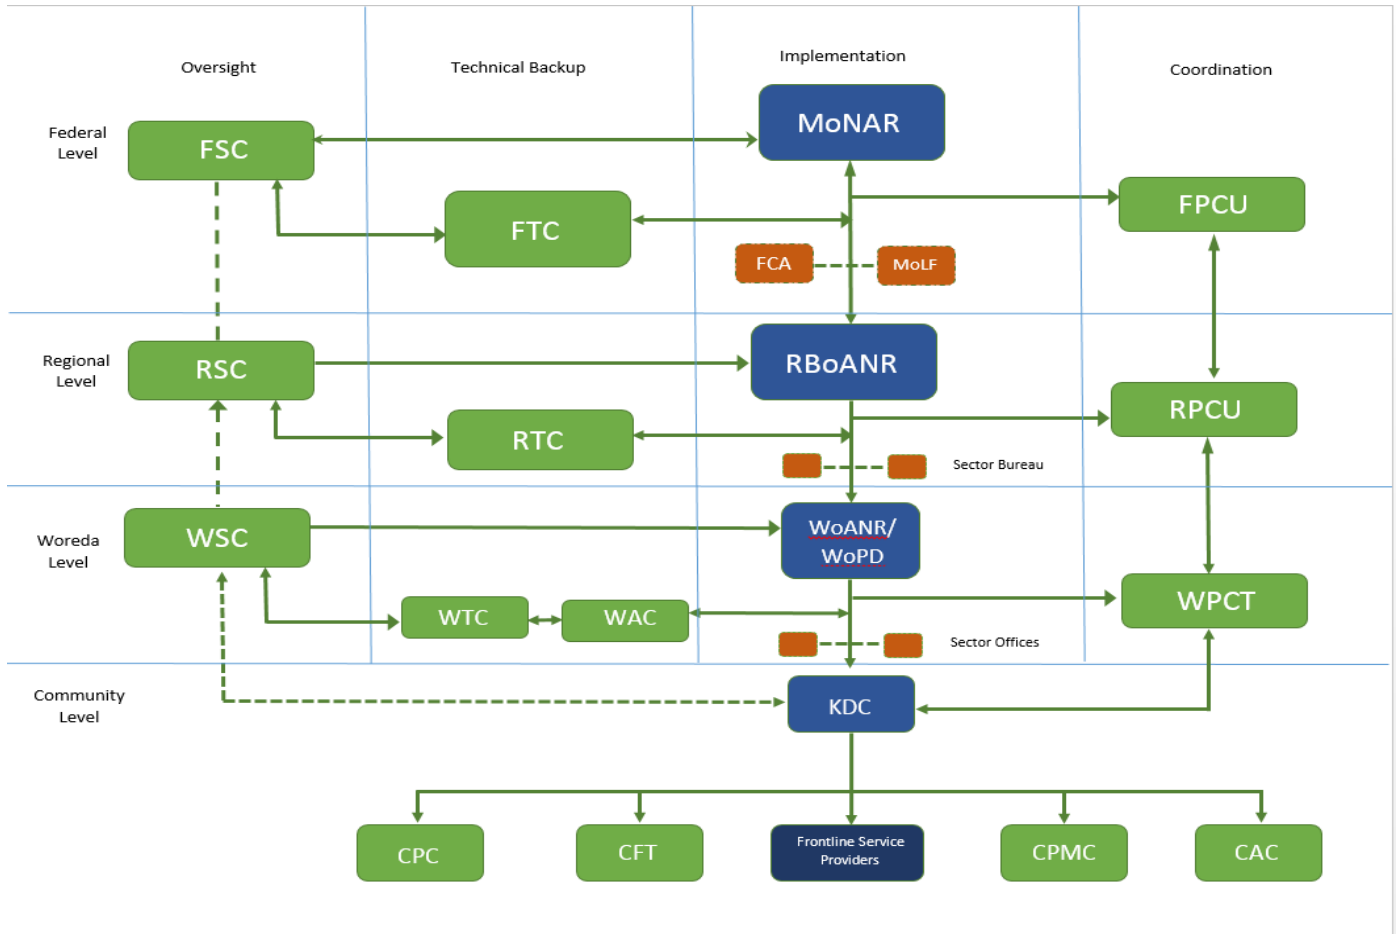 Oversight
Technical Backup
Implementation
Coordination
Federal
Level
FSC
MoNAR
FTC
FPCU
FCA
MoLF
Regional
Level
RSC
RBoANR
RTC
RPCU
Sector Bureau
Woreda
Level
WSC
WoANR/
WoPD
WTC
WAC
WPCT
Sector Offices
Community
Level
KDC
CPC
CFT
Frontline Service
Providers
CPMC
CAC